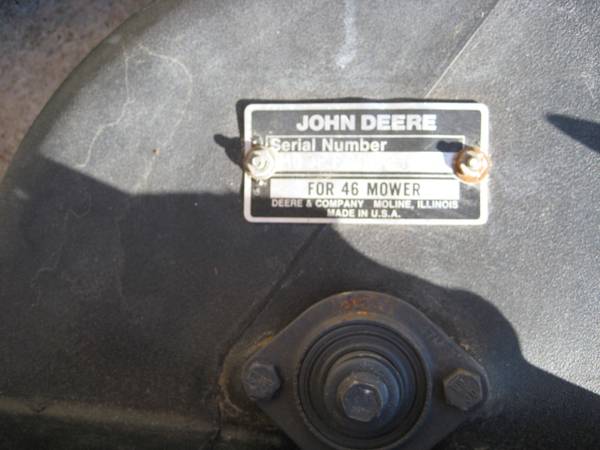 JOHN DEERE
Serial Number
FOR 46 MOWER
DEERE & COMPANY MOLINE, ILLINOIS
MADE IN U.S.A.